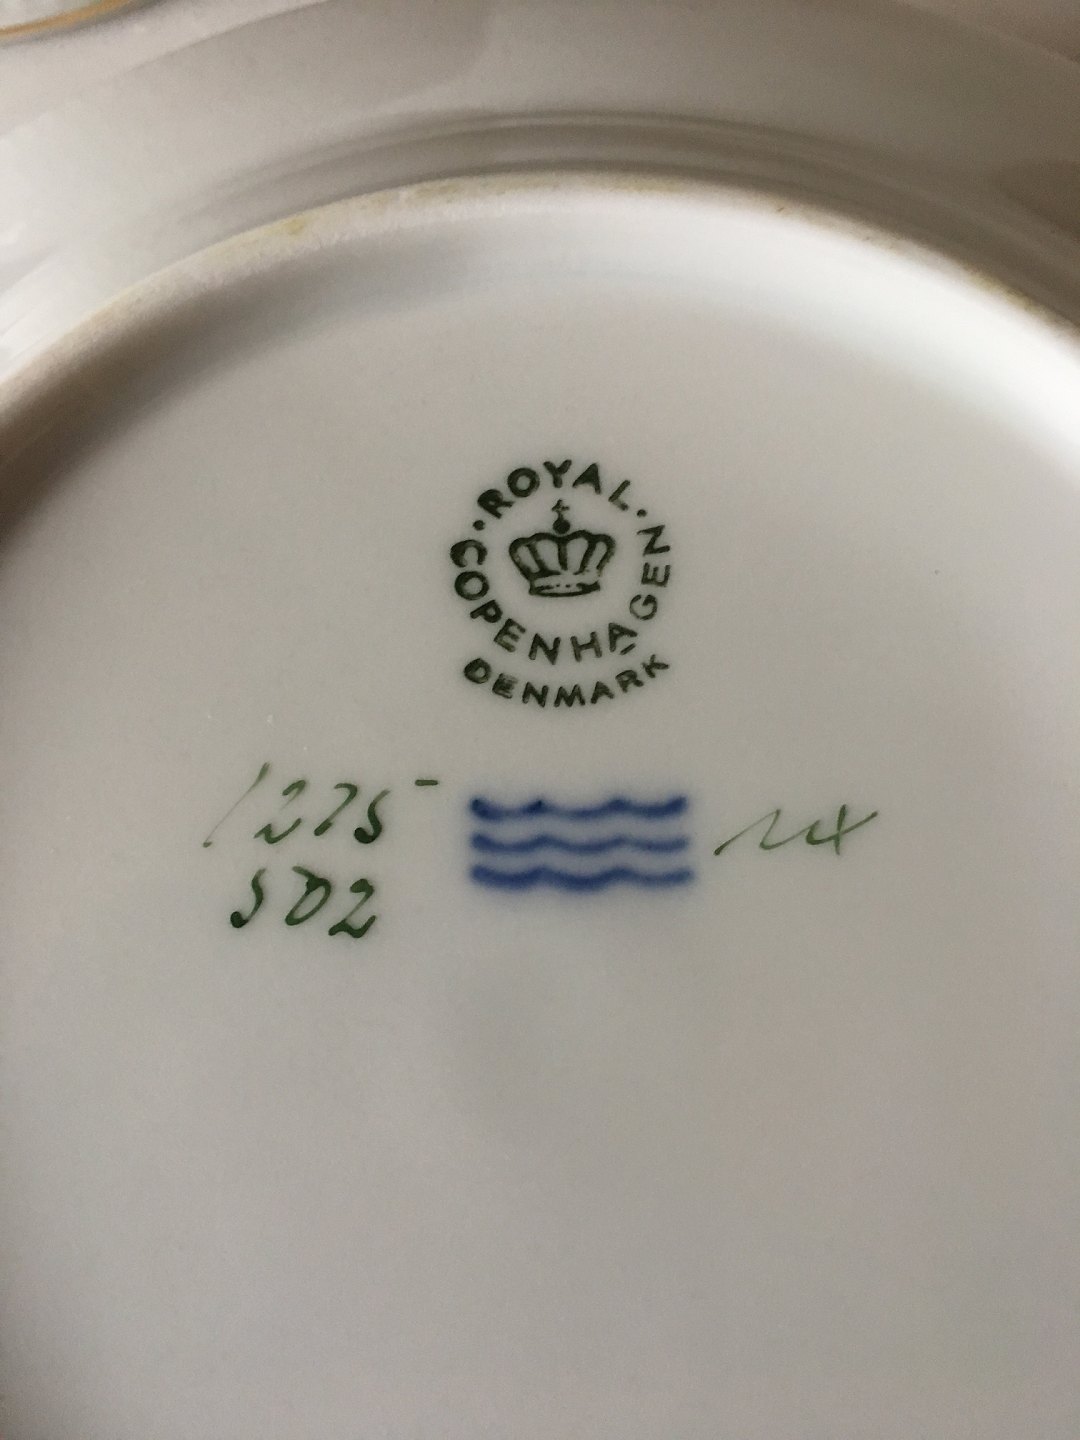 ROYAL
COPENHAGEN
DENMARK
1275
502